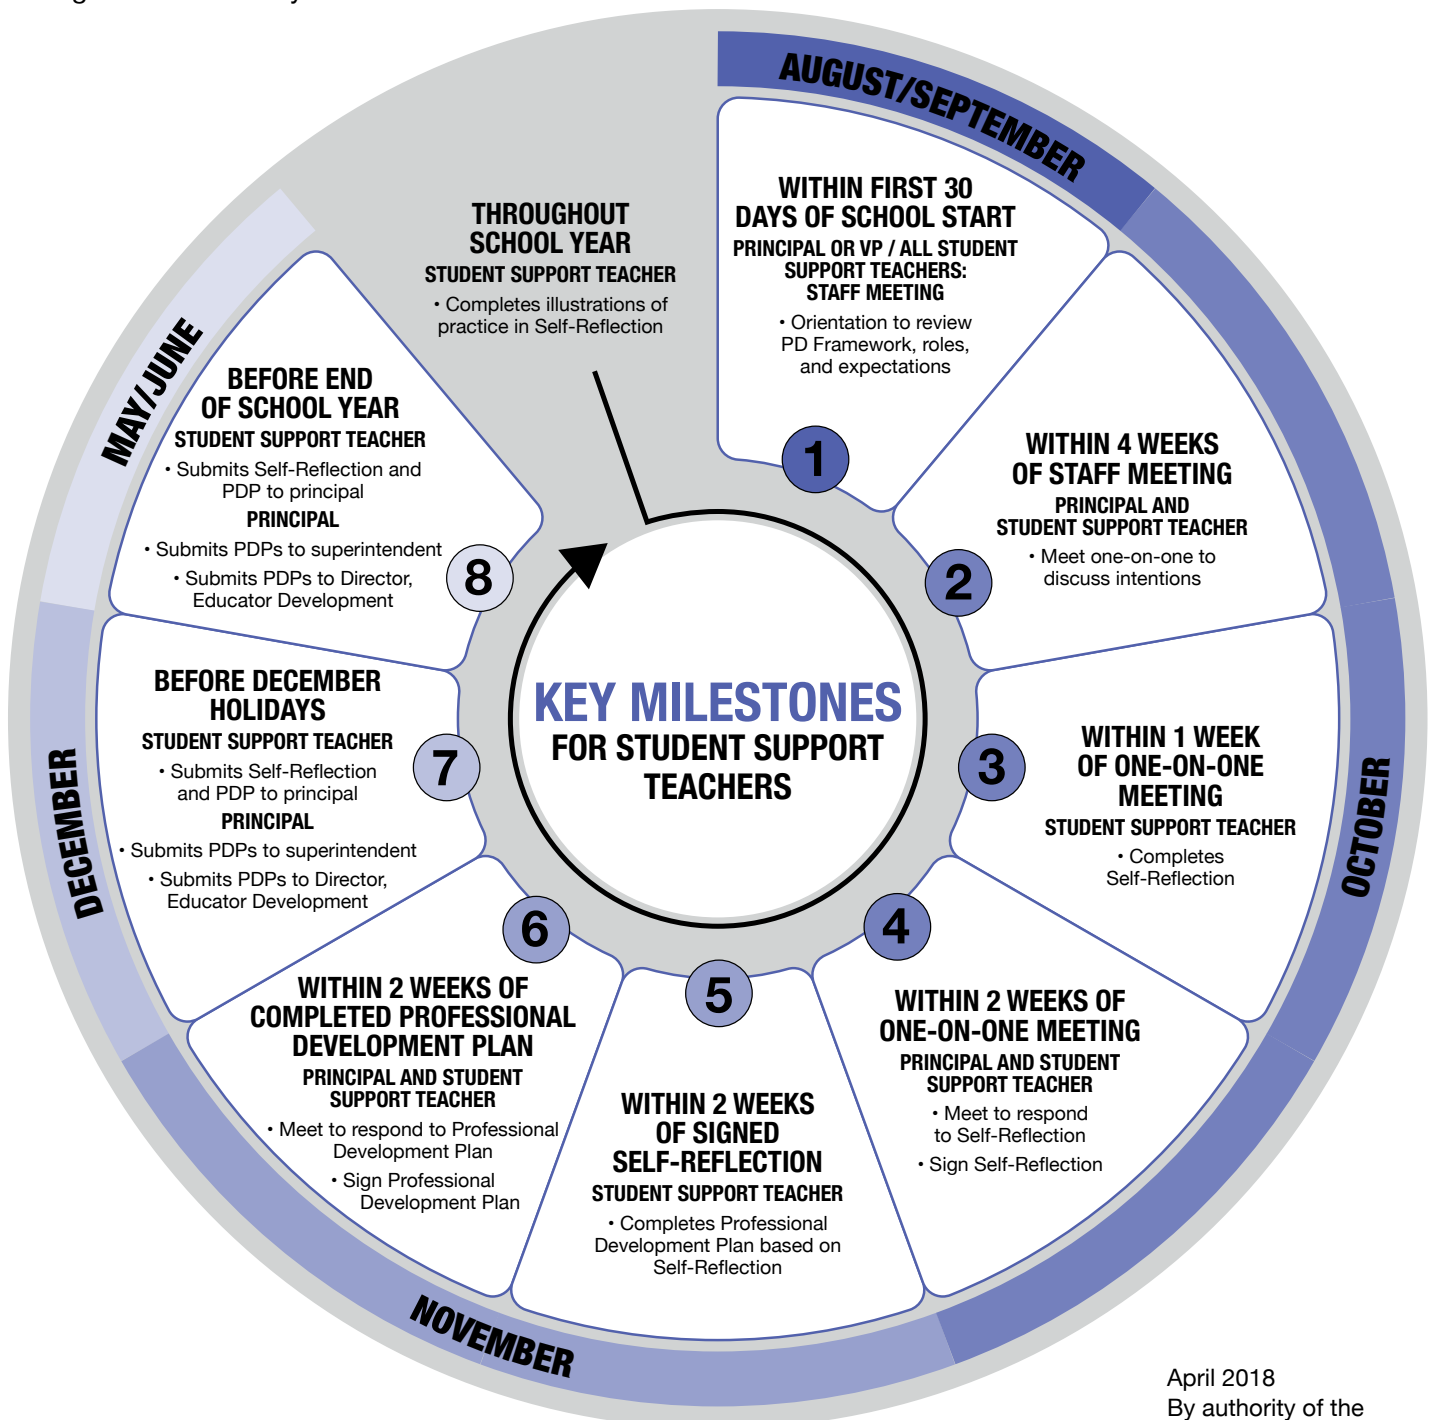 AUGUST/SEPTEMBER
WITHIN FIRST 30
DAYS OF SCHOOL START
PRINCIPAL OR VP / ALL STUDENT
SUPPORT TEACHERS:
STAFF MEETING
• Orientation to review
PD Framework, roles,
and expectations
1
WITHIN 4 WEEKS
OF STAFF MEETING
PRINCIPAL AND
STUDENT SUPPORT TEACHER
• Meet one-on-one to
discuss intentions
2
OCTOBER
WITHIN 1 WEEK
OF ONE-ON-ONE
MEETING
STUDENT SUPPORT TEACHER
• Completes
Self-Reflection
3
WITHIN 2 WEEKS OF
ONE-ON-ONE MEETING
PRINCIPAL AND STUDENT
SUPPORT TEACHER
• Meet to respond
to Self-Reflection
• Sign Self-Reflection
4
NOVEMBER
WITHIN 2 WEEKS
OF SIGNED
SELF-REFLECTION
STUDENT SUPPORT TEACHER
• Completes Professional
Development Plan based on
Self-Reflection
5
WITHIN 2 WEEKS OF
COMPLETED PROFESSIONAL
DEVELOPMENT PLAN
PRINCIPAL AND STUDENT
SUPPORT TEACHER
• Meet to respond to Professional
Development Plan
• Sign Professional
Development Plan
6
DECEMBER
BEFORE DECEMBER
HOLIDAYS
STUDENT SUPPORT TEACHER
• Submits Self-Reflection
and PDP to principal
PRINCIPAL
• Submits PDPs to superintendent
• Submits PDPs to Director,
Educator Development
7
MAY/JUNE
BEFORE END
OF SCHOOL YEAR
STUDENT SUPPORT TEACHER
• Submits Self-Reflection and
PDP to principal
PRINCIPAL
• Submits PDPs to superintendent
• Submits PDPs to Director,
Educator Development
8
THROUGHOUT
SCHOOL YEAR
STUDENT SUPPORT TEACHER
• Completes illustrations of
practice in Self-Reflection
KEY MILESTONES
FOR STUDENT SUPPORT
TEACHERS
April 2018
By authority of the